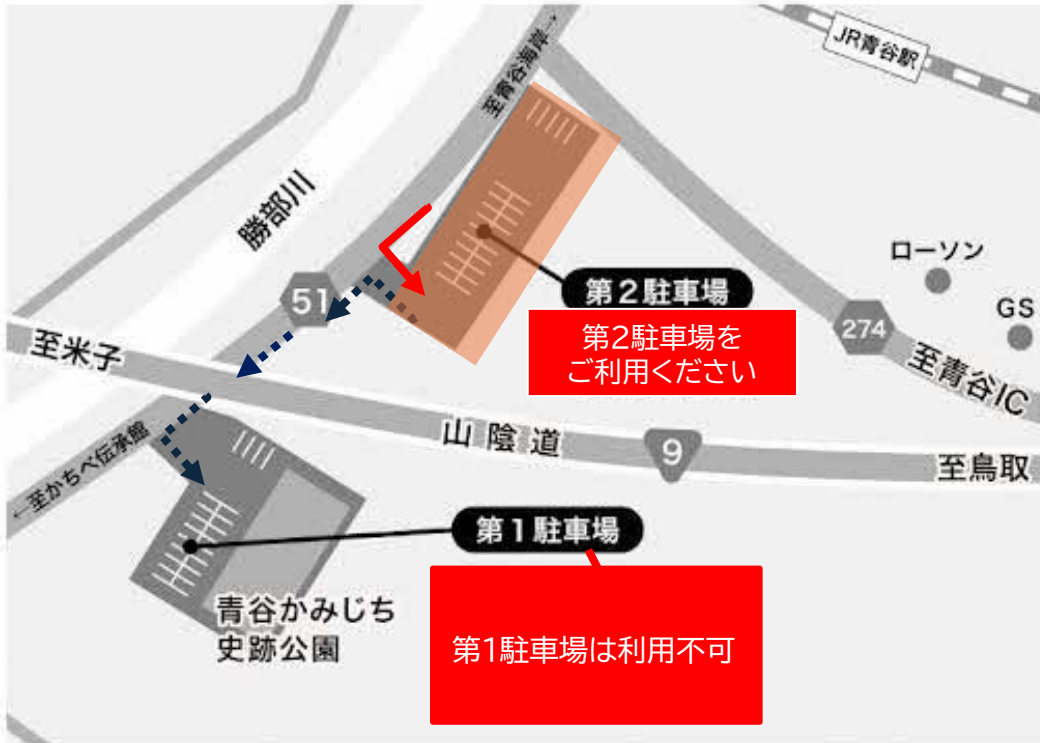 JR青谷駅
至青谷海岸→
勝部川
ローソン
GS
51
第2駐車場
第2駐車場を
ご利用ください
274
至青谷IC
至米子
山陰道
9
至鳥取
←至かちべ伝承館
第1駐車場
青谷かみじち
史跡公園
第1駐車場は利用不可